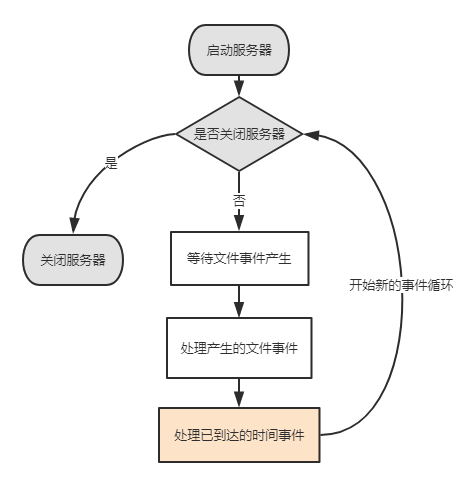 启动服务器
是否关闭服务器
是
否
关闭服务器
等待文件事件产生
开始新的事件循环
处理产生的文件事件
处理已到达的时间事件